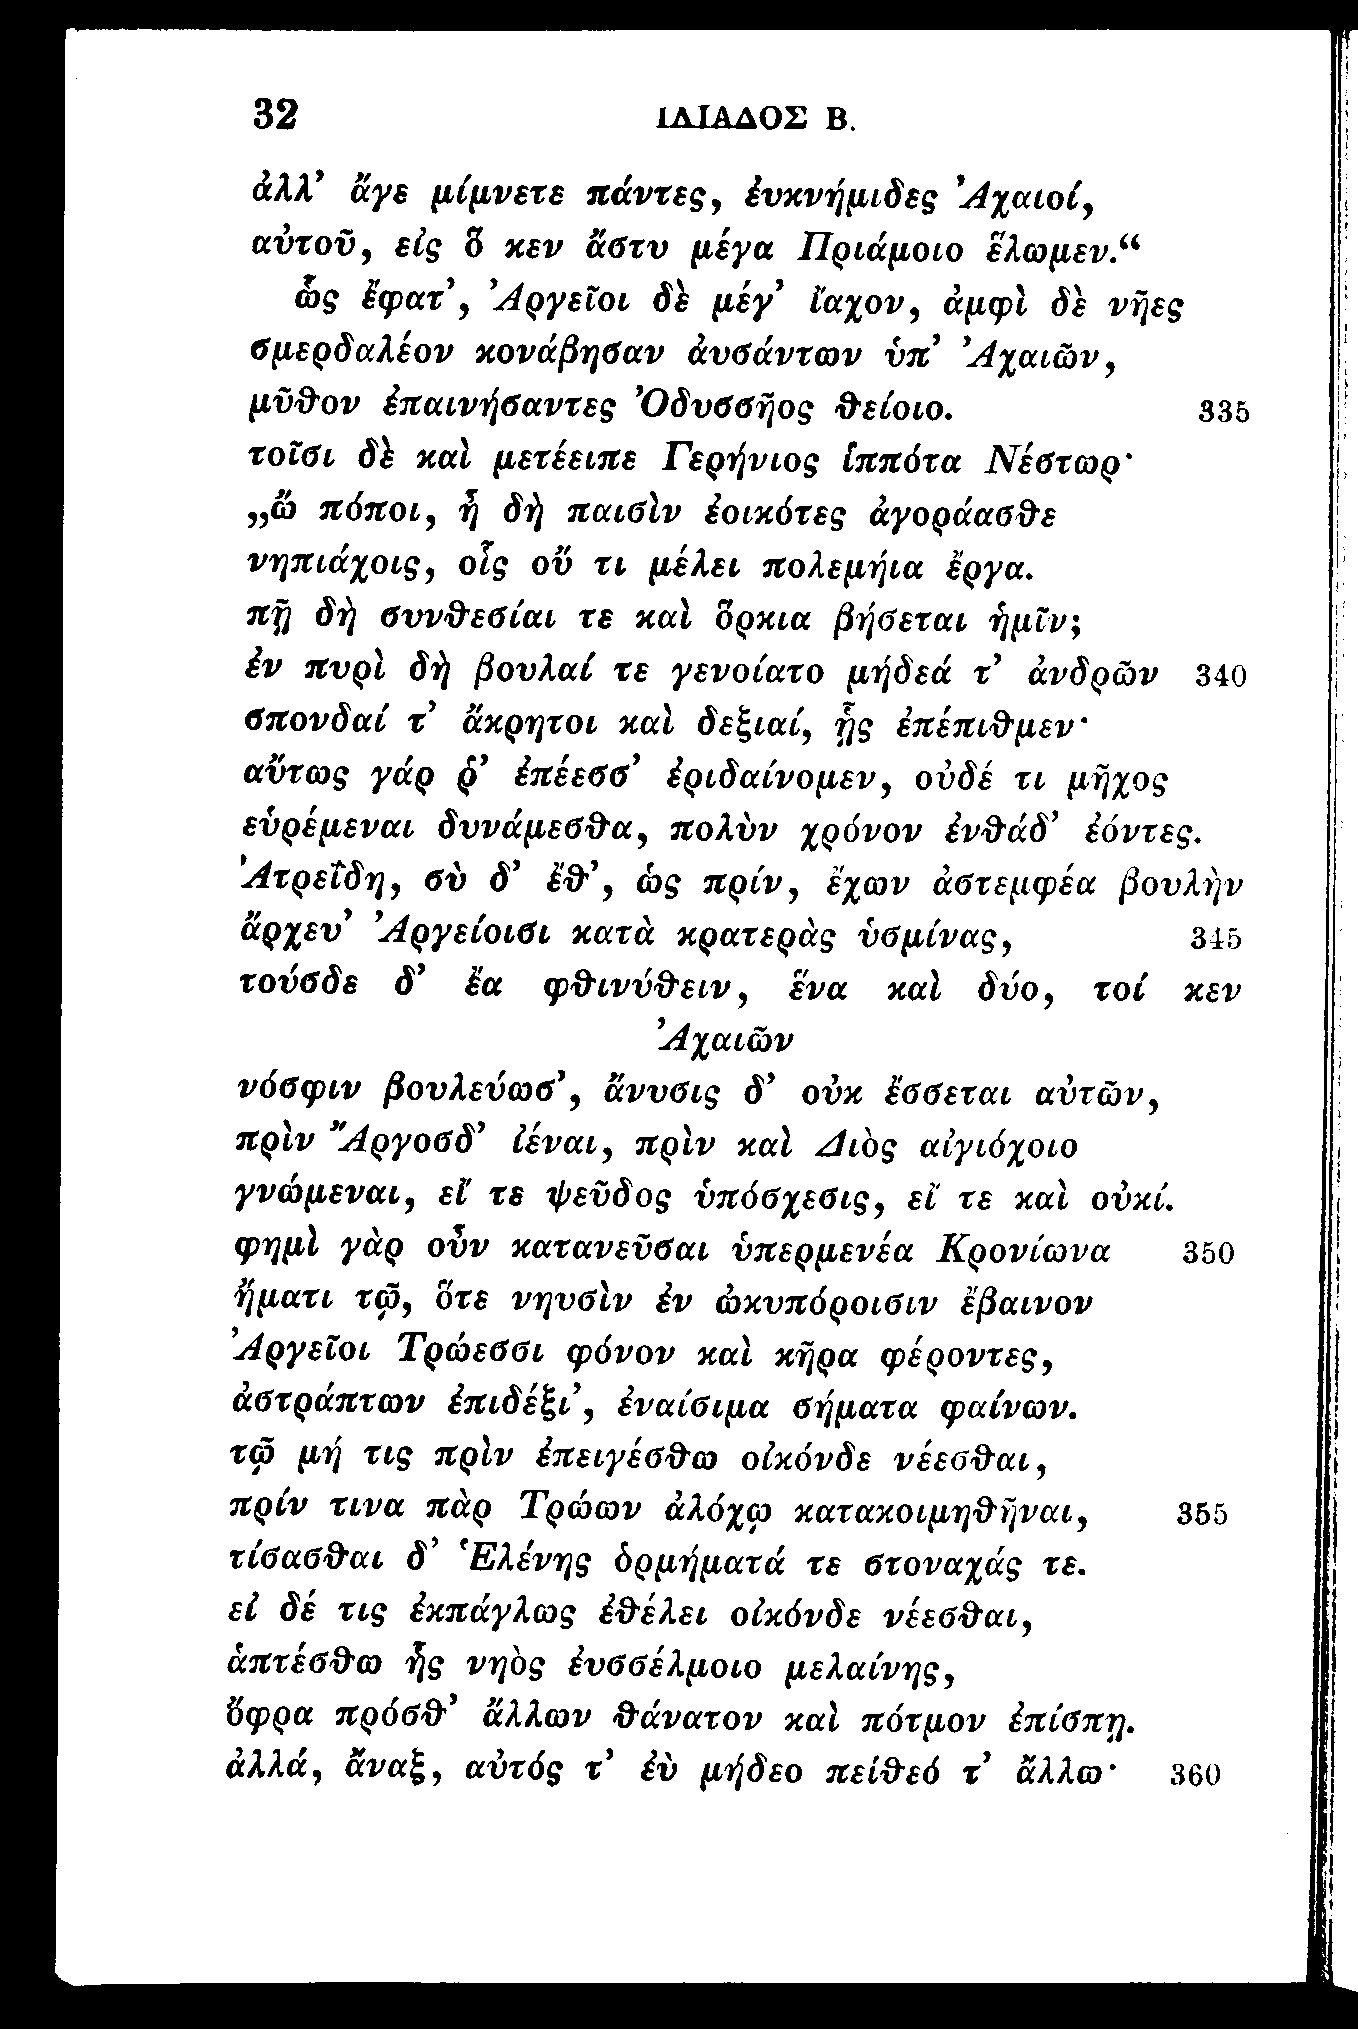 32 ΙΛΙΑΔΟΣ Β.
ἀλλ’ ἄγε μίμνετε πάντες, ἐυκνήμιδες Ἀχαιοί,
αὐτοῦ, εἰς ὅ κεν ἄστυ μέγα Πριάμοιο ἕλωμεν.“
ὣς ἔφατ’, Ἀργεῖοι δὲ μέγ’ ἴαχον, ἀμφὶ δὲ νῆες
σμερδαλέον κονάβησαν ἀυσάντων ὑπ’ Ἀχαιῶν,
μῦθον ἐπαινήσαντες Ὀδυσσῆος θείοιο. 335
τοῖσι δὲ καὶ μετέειπε Γερήνιος ἱππότα Νέστωρ·
„ὢ πόποι, ἦ δὴ παισὶν ἐοικότες ἀγοράασθε
νηπιάχοις, οἷς οὔ τι μέλει πολεμήια ἔργα.
πῇ δὴ συνθεσίαι τε καὶ ὅρκια βήσεται ἡμῖν;
ἐν πυρὶ δὴ βουλαί τε γενοίατο μήδεά τ’ ἀνδρῶν 340
σπονδαί τ’ ἄκρητοι καὶ δεξιαί, ᾗς ἐπέπιθμεν·
αὔτως γάρ ῥ’ ἐπέεσσ’ ἐριδαίνομεν, οὐδέ τι μῆχος
εὑρέμεναι δυνάμεσθα, πολὺν χρόνον ἐνθάδ’ ἐόντες.
Ἀτρεΐδη, σὺ δ’ ἔθ’, ὡς πρίν, ἔχων ἀστεμφέα βουλὴν
ἄρχευ’ Ἀργείοισι κατὰ κρατερὰς ὑσμίνας, 345
τούσδε δ’ ἔα φθινύθειν, ἕνα καὶ δύο, τοί κεν
Ἀχαιῶν
νόσφιν βουλεύωσ’, ἄνυσις δ’ οὐκ ἔσσεται αὐτῶν,
πρὶν Ἄργοσδ’ ἰέναι, πρὶν καὶ Διὸς αἰγιόχοιο
γνώμεναι, εἴ τε ψεῦδος ὑπόσχεσις, εἴ τε καὶ οὐκί.
φημὶ γὰρ οὖν κατανεῦσαι ὑπερμενέα Κρονίωνα 350
ἤματι τῷ, ὅτε νηυσὶν ἐν ὠκυπόροισιν ἔβαινον
Ἀργεῖοι Τρώεσσι φόνον καὶ κῆρα φέροντες,
ἀστράπτων ἐπιδέξι’, ἐναίσιμα σήματα φαίνων.
τῷ μή τις πρὶν ἐπειγέσθω οἰκόνδε νέεσθαι,
πρίν τινα πὰρ Τρώων ἀλόχῳ κατακοιμηθῆναι, 355
τίσασθαι δ’ Ἑλένης ὁρμήματά τε στοναχάς τε.
εἰ δέ τις ἐκπάγλως ἐθέλει οἰκόνδε νέεσθαι,
ἁπτέσθω ἧς νηὸς ἐυσσέλμοιο μελαίνης,
ὄφρα πρόσθ’ ἄλλων θάνατον καὶ πότμον ἐπίσπῃ.
ἀλλά, ἄναξ, αὐτός τ’ ἐὺ μήδεο πείθεό τ’ ἄλλω· 360